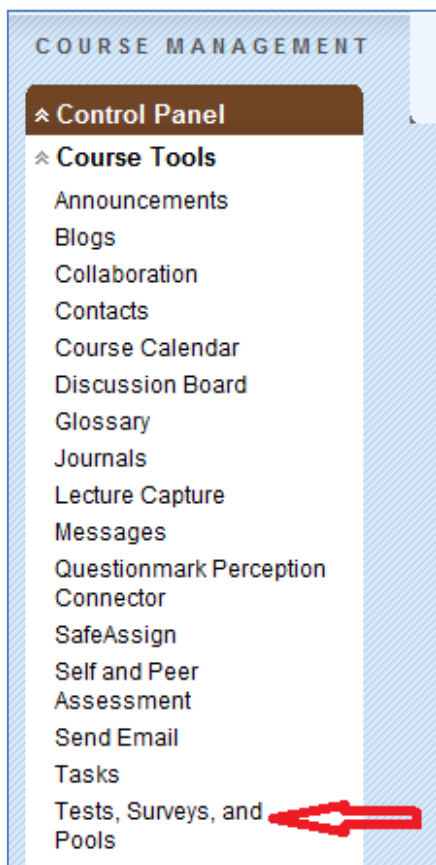 COURSE MANAGEMENT
Control Panel
Course Tools
Announcements
Blogs
Collaboration
Contacts
Course Calendar
Discussion Board
Glossary
Journals
Lecture Capture
Messages
Questionmark Perception
Connector
SafeAssign
Self and Peer
Assessment
Send Email
Tasks
Tests, Surveys, and
Pools